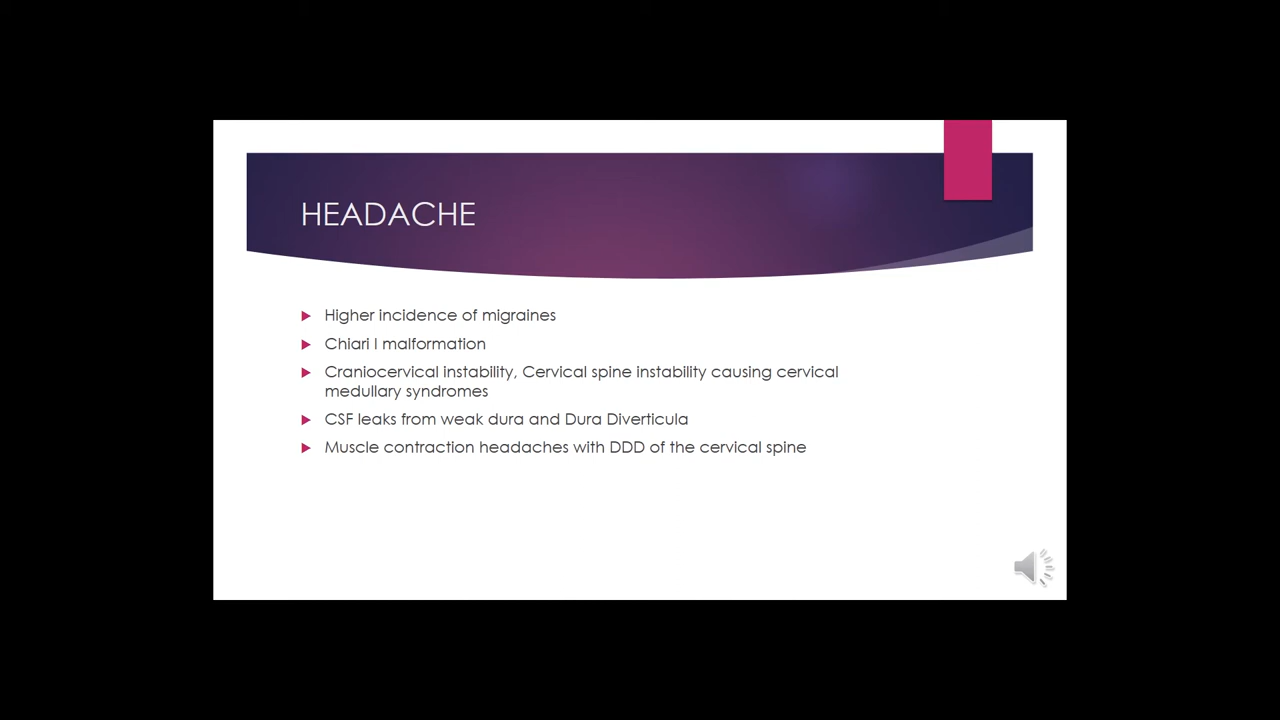 HEADACHE
Higher incidence of migraines
Chiari I malformation
Craniocervical instability, Cervical spine instability causing cervical
medullary syndromes
CSF leaks from weak dura and Dura Diverticula
Muscle contraction headaches with DDD of the cervical spine